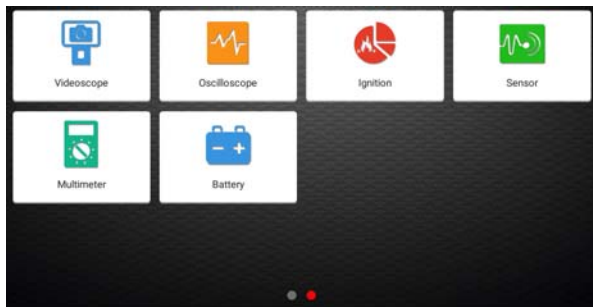 Videoscope
Oscilloscope
Ignition
Sensor
Multimeter
Battery